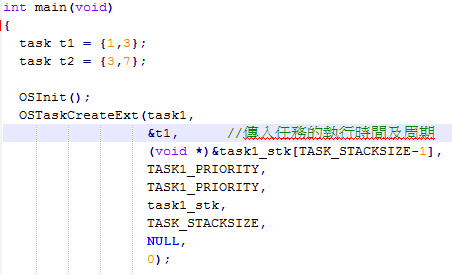 int main(void)
{
task t1 = {1,3};
task t2 = {3,7};
OSInit();
OSTaskCreateExt(task1,
&t1, //傳入任務的執行時間及周期
(void *)&task1_stk[TASK_STACKSIZE-1],
TASK1_PRIORITY,
TASK1_PRIORITY,
task1_stk,
TASK_STACKSIZE,
NULL,
0);